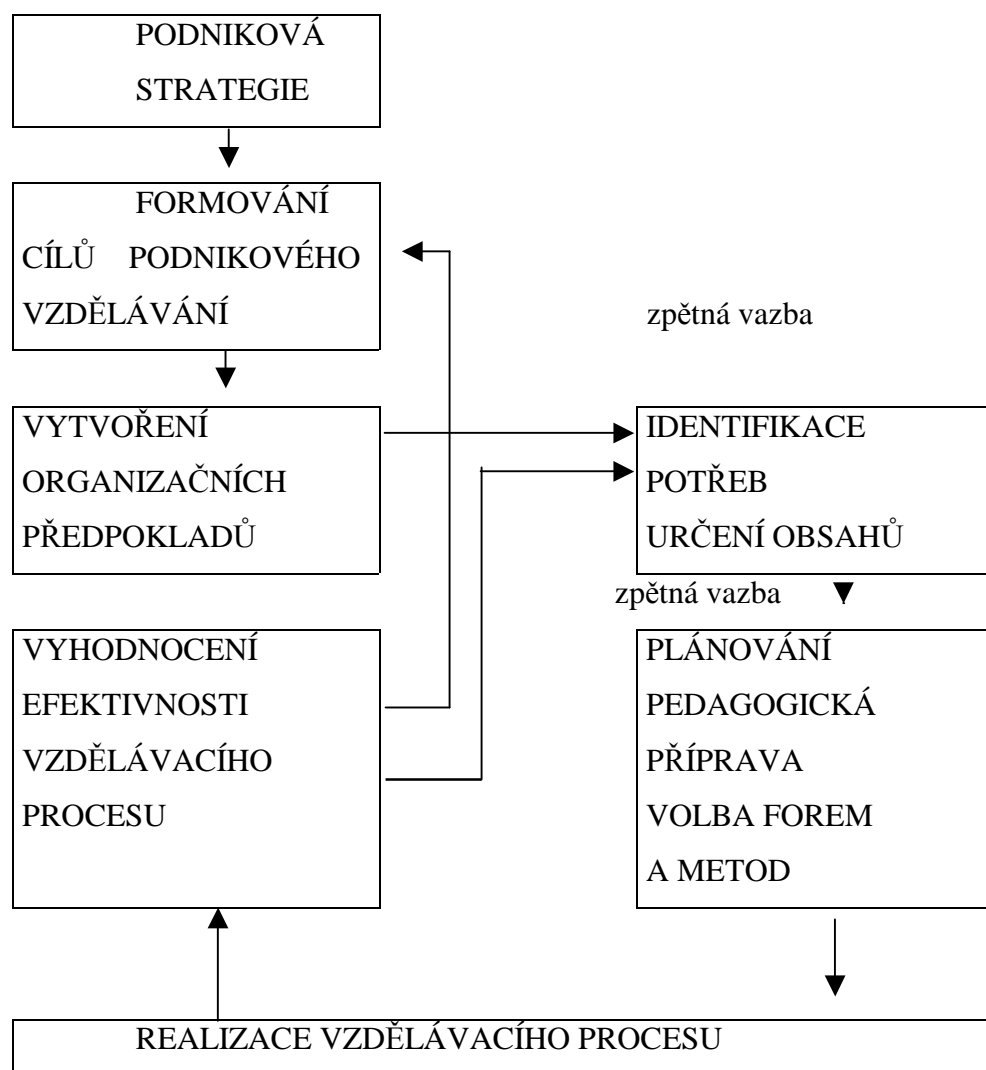 PODNIKOVÁ
STRATEGIE
FORMOVÁNÍ
CÍLŮ PODNIKOVÉHO
VZDĚLÁVÁNÍ
zpětná vazba
VYTVOŘENÍ
ORGANIZAČNÍCH
PŘEDPOKLADŮ
IDENTIFIKACE
POTŘEB
URČENÍ OBSAHŮ
zpětná vazba
VYHODNOCENÍ
EFEKTIVNOSTI
VZDĚLÁVACÍHO
PROCESU
PLÁNOVÁNÍ
PEDAGOGICKÁ
PŘÍPRAVA
VOLBA FOREM
A METOD
REALIZACE VZDĚLÁVACÍHO PROCESU